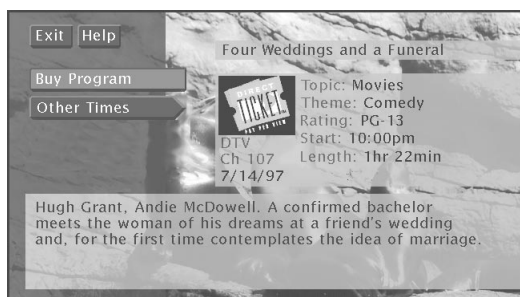 Exit Help
Four Weddings and a Funeral
Buy Program
Other Times
DIRECT
TICKET
PAY PER VIEW
Topic: Movies
Theme: Comedy
Rating: PG-13
Start: 10:00pm
Length: 1hr 22min
DTV
Ch 107
7/14/97
Hugh Grant, Andie McDowell. A confirmed bachelor
meets the woman of his dreams at a friend's wedding
and, for the first time contemplates the idea of marriage.